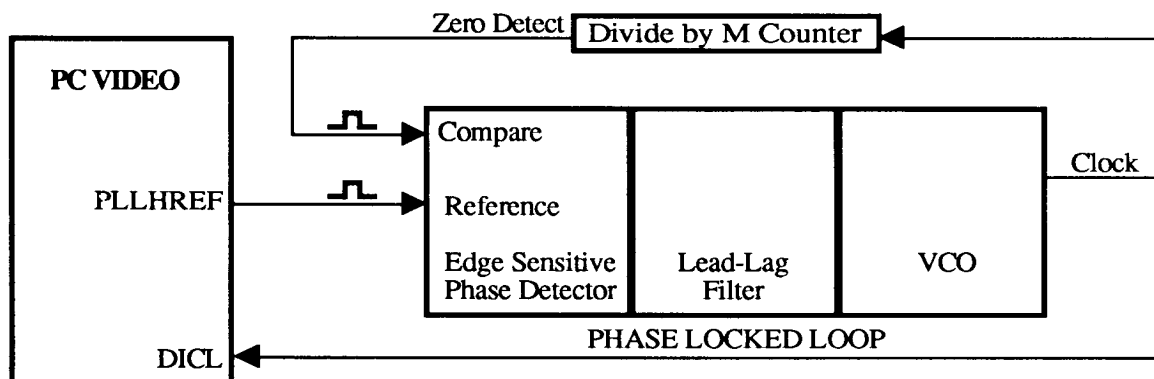 Zero Detect
Divide by M Counter
PC VIDEO
Compare
Clock
PLLHREF
Reference
Edge Sensitive
Phase Detector
Lead-Lag
Filter
VCO
PHASE LOCKED LOOP
DICL